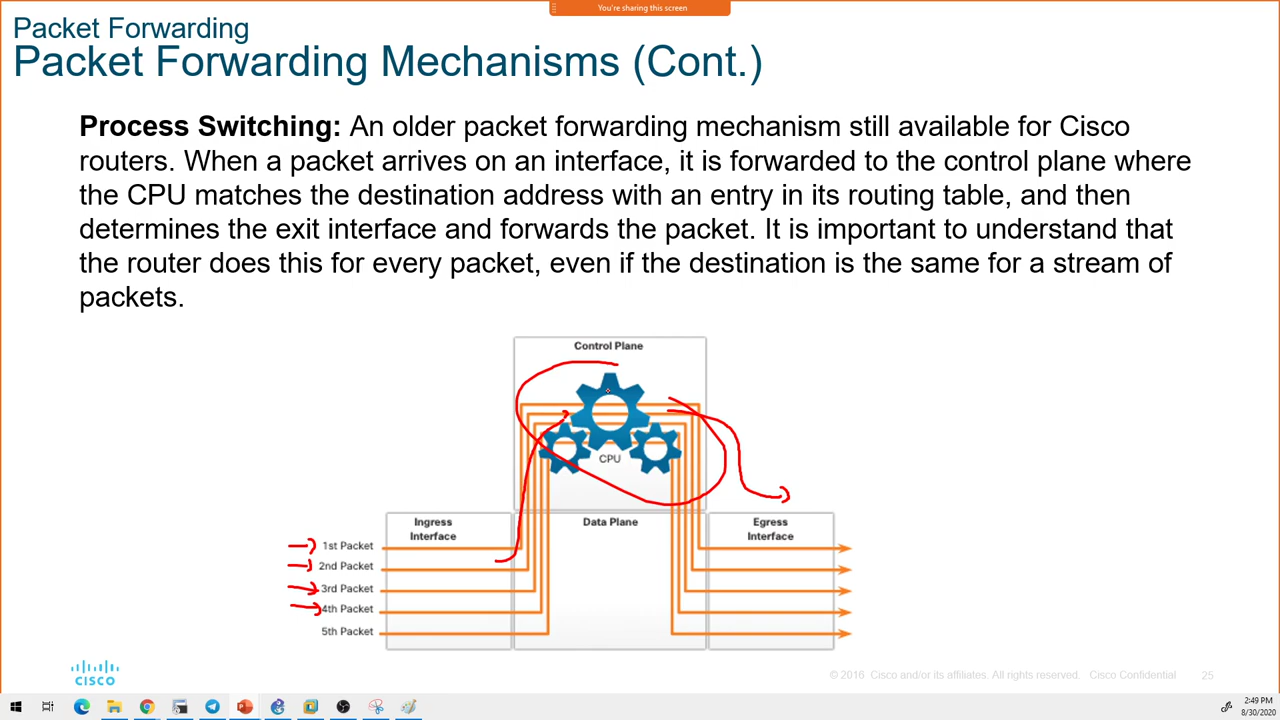 You're sharing this screen
Packet Forwarding
Packet Forwarding Mechanisms (Cont.)
Process Switching: An older packet forwarding mechanism still available for Cisco
routers. When a packet arrives on an interface, it is forwarded to the control plane where
the CPU matches the destination address with an entry in its routing table, and then
determines the exit interface and forwards the packet. It is important to understand that
the router does this for every packet, even if the destination is the same for a stream of
packets.
Control Plane
CPU
Ingress
Interface
Data Plane
Egress
Interface
1st Packet
2nd Packet
3rd Packet
4th Packet
5th Packet
CISCO
© 2016 Cisco and/or its affiliates. All rights reserved. Cisco Confidential
25
2:49 PM
8/30/2020